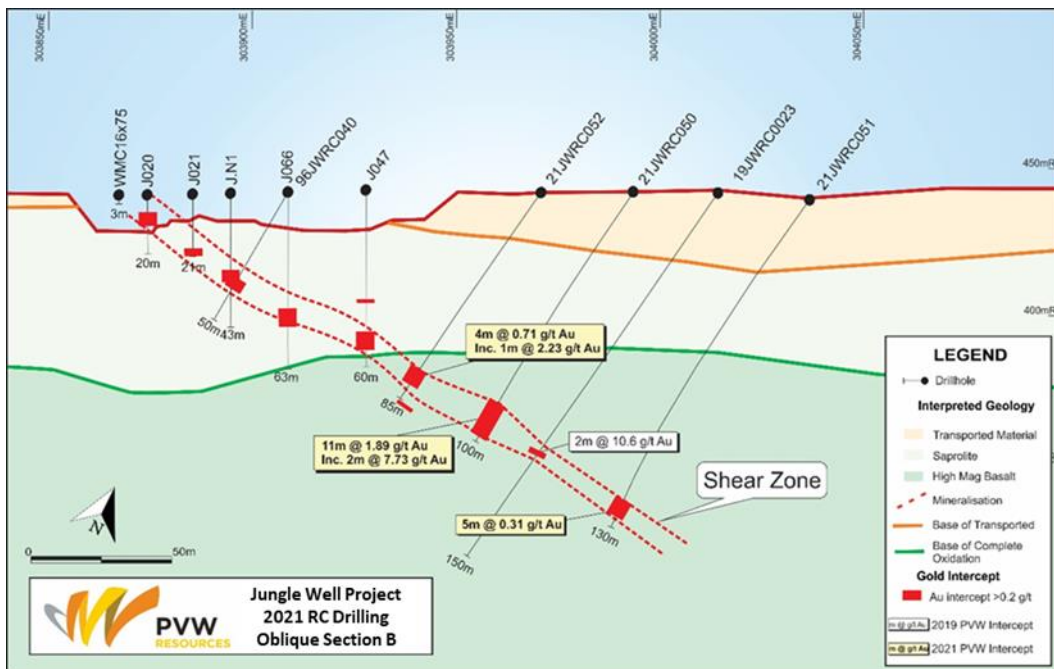 303850mE
303900mE
303950mE
304000mE
304050mE
WMC16x75
J020
J021
J.N1
J066
96JWRC040
J047
21JWRC052
21JWRC050
19JWRC0023
21JWRC051
450mR
400mR
3m
20m
21m
50m
43m
63m
60m
85m
100m
150m
130m
4m @ 0.71 g/t Au
Inc. 1m @ 2.23 g/t Au
11m @ 1.89 g/t Au
Inc. 2m @ 7.73 g/t Au
2m @ 10.6 g/t Au
5m @ 0.31 g/t Au
Shear Zone
N
0
50m
PVW
RESOURCES
Jungle Well Project
2021 RC Drilling
Oblique Section B
LEGEND
Drillhole
Interpreted Geology
Transported Material
Saprolite
High Mag Basalt
Mineralisation
Base of Transported
Base of Complete
Oxidation
Gold Intercept
Au intercept >0.2 g/t
m @ g/t Au 2019 PVW Intercept
m @ g/t Au 2021 PVW Intercept